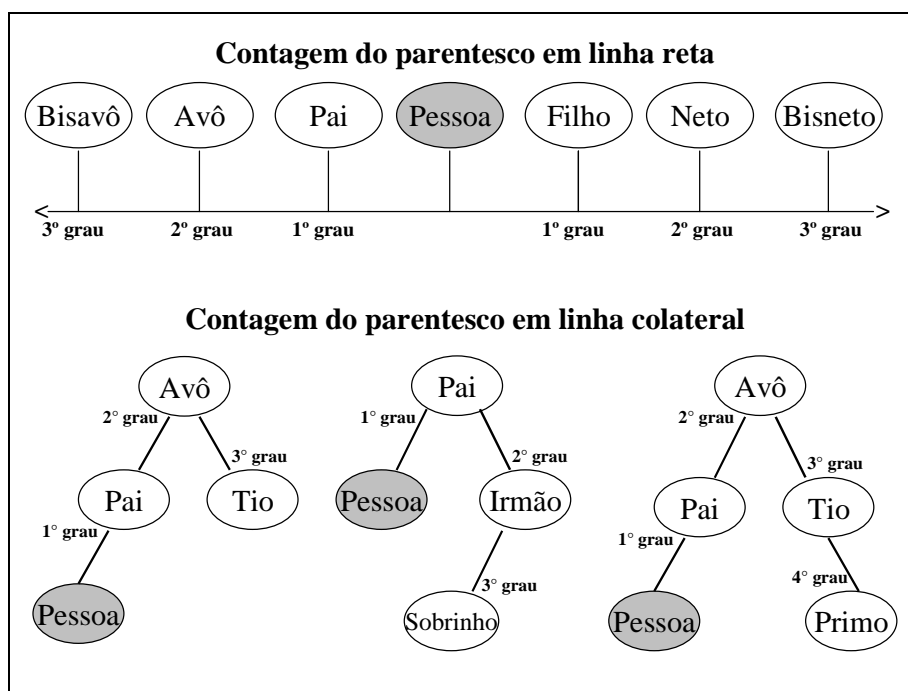 Contagem do parentesco em linha reta
Bisavô Avô Pai Pessoa Filho Neto Bisneto
3º grau 2º grau 1º grau 1º grau 2º grau 3º grau
Contagem do parentesco em linha colateral
Avô
2° grau
3° grau
Pai Tio
1° grau
Pessoa
Pai
1° grau
2° grau
Pessoa Irmão
3° grau
Sobrinho
Avô
2° grau
3° grau
Pai Tio
1° grau
4° grau
Pessoa Primo